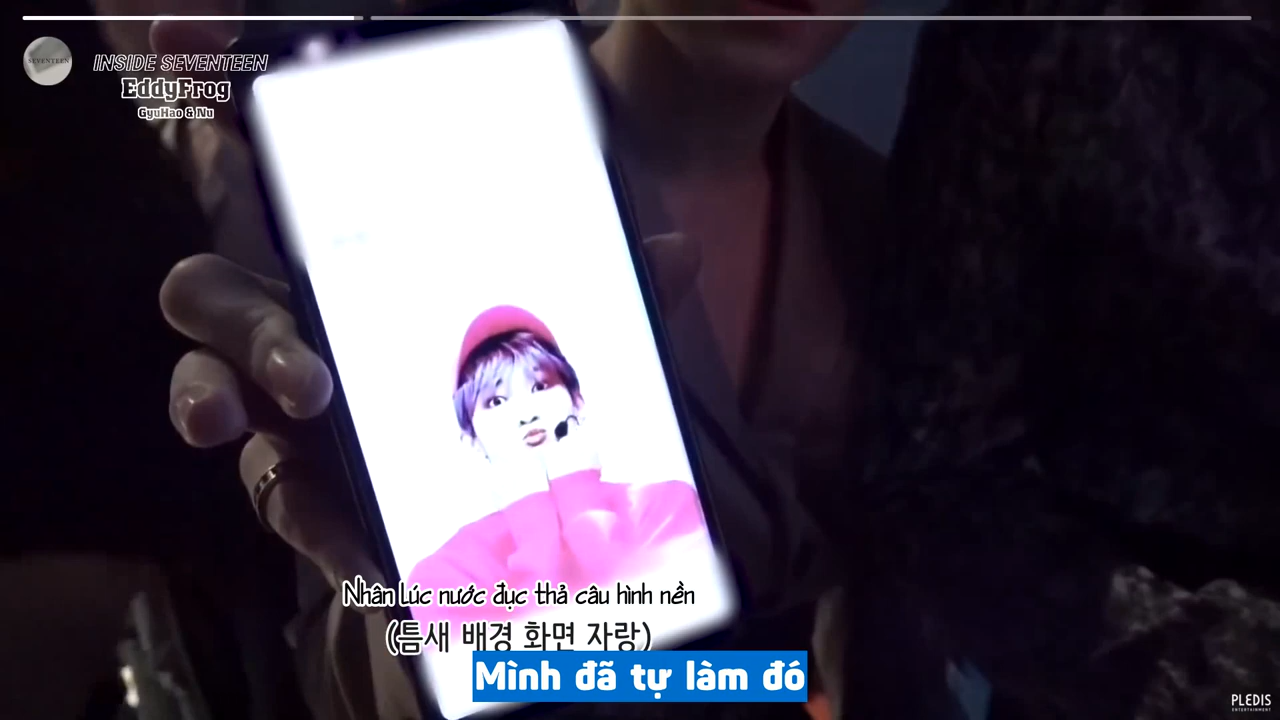 SEVENTEEN
INSIDE SEVENTEEN
EddyFrog
GyuHao & Nu
Nhân lúc nước đục thả câu hình nền
(틈새 배경 화면 자랑)
Mình đã tự làm đó
PLEDIS
ENTERTAINMENT